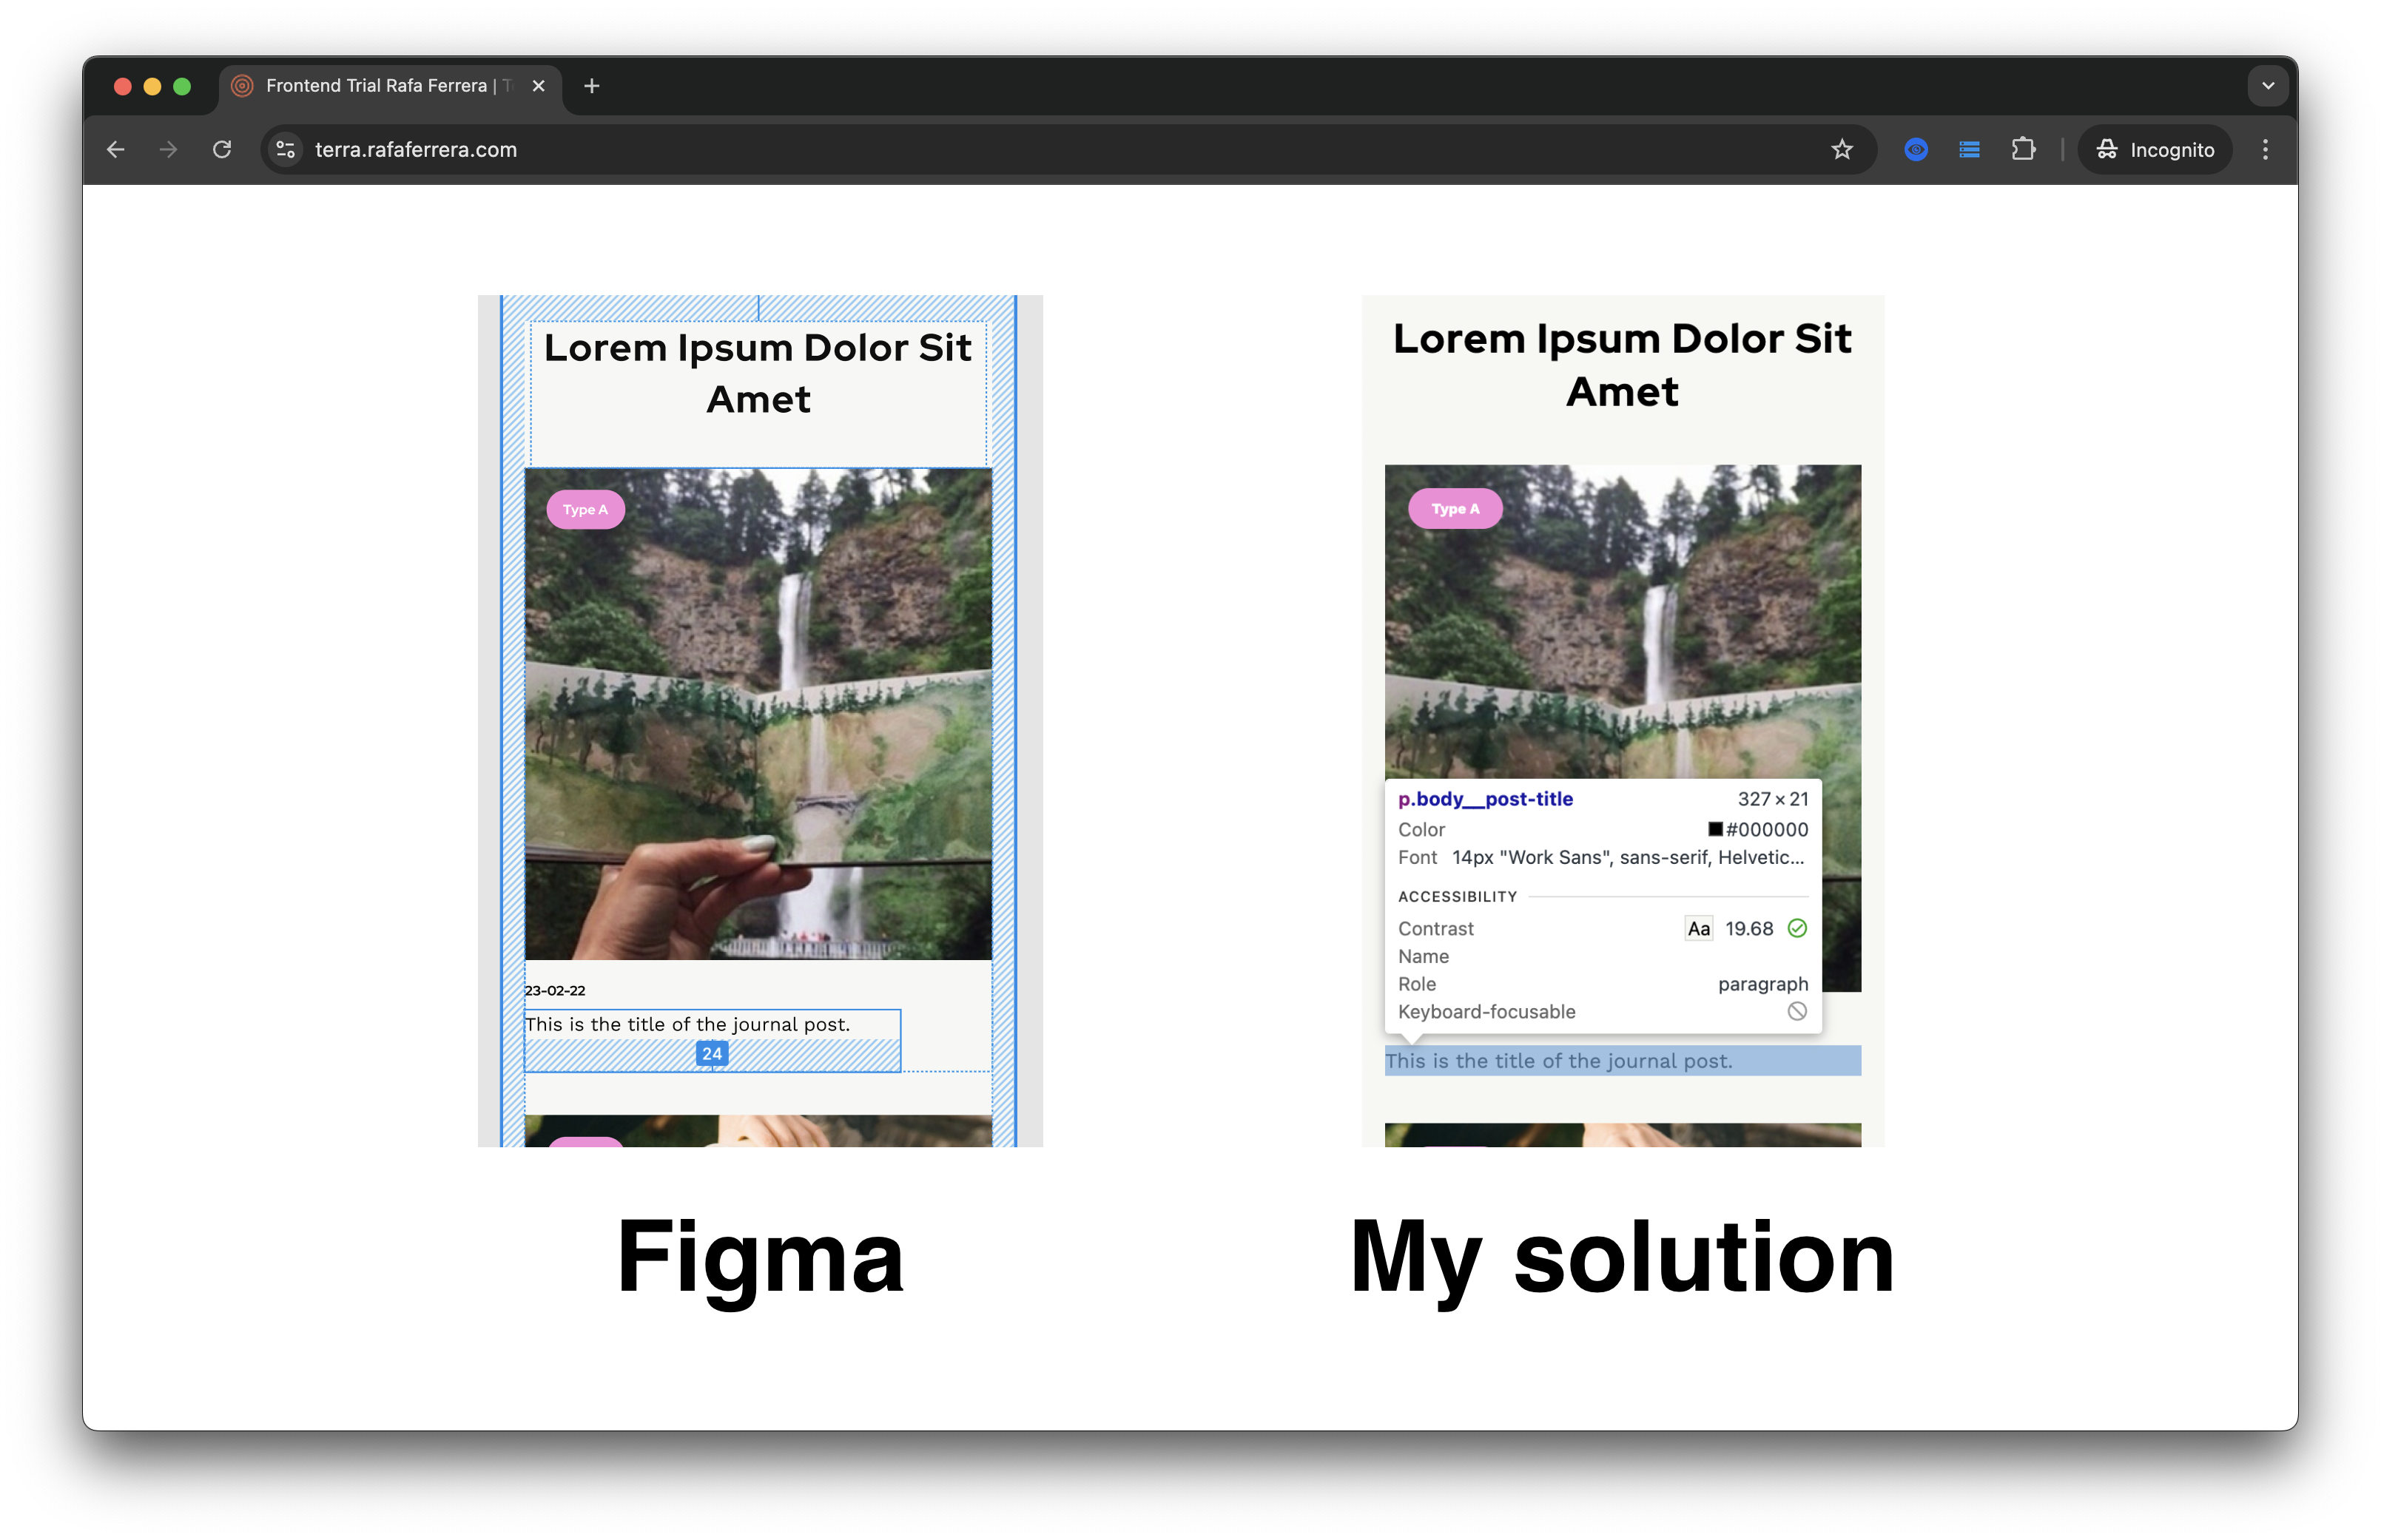 Frontend Trial Rafa Ferrera |
terra.rafaferrera.com
Incognito
Lorem Ipsum Dolor Sit
Amet
Type A
23-02-22
This is the title of the journal post.
24
Figma
Lorem Ipsum Dolor Sit
Amet
Type A
p.body__post-title 327 × 21
Color #000000
Font 14px "Work Sans", sans-serif, Helvetic...
ACCESSIBILITY
Contrast Aa 19.68
Name
Role paragraph
Keyboard-focusable
This is the title of the journal post.
My solution